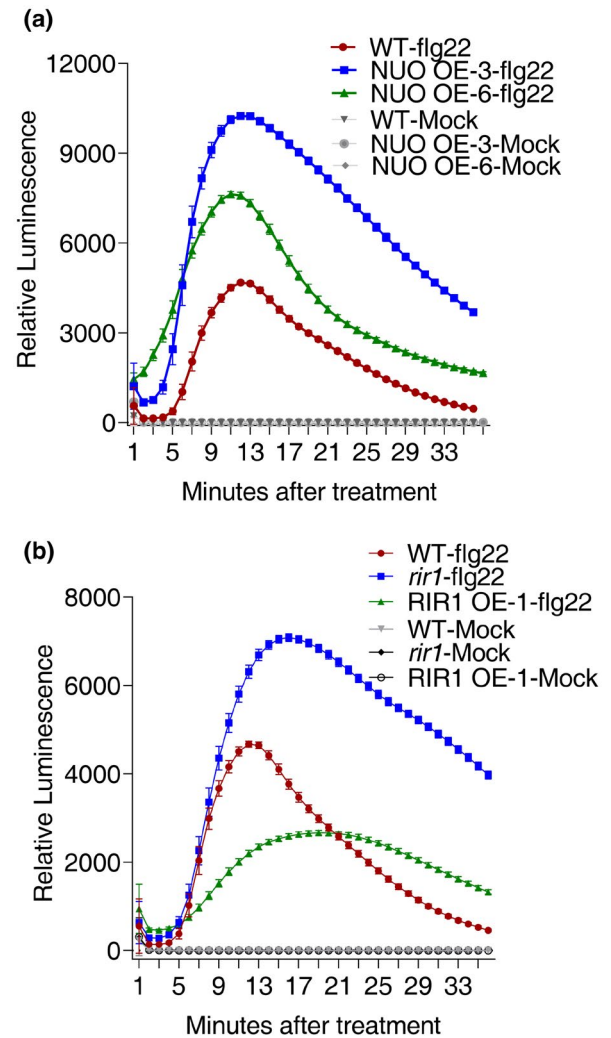 (a)
WT-flg22
NUO OE-3-flg22
NUO OE-6-flg22
WT-Mock
NUO OE-3-Mock
NUO OE-6-Mock
12000
9000
6000
3000
0
Relative Luminescence
1 5 9 13 17 21 25 29 33
Minutes after treatment
(b)
WT-flg22
rir1-flg22
RIR1 OE-1-flg22
WT-Mock
rir1-Mock
RIR1 OE-1-Mock
8000
6000
4000
2000
0
Relative Luminescence
1 5 9 13 17 21 25 29 33
Minutes after treatment